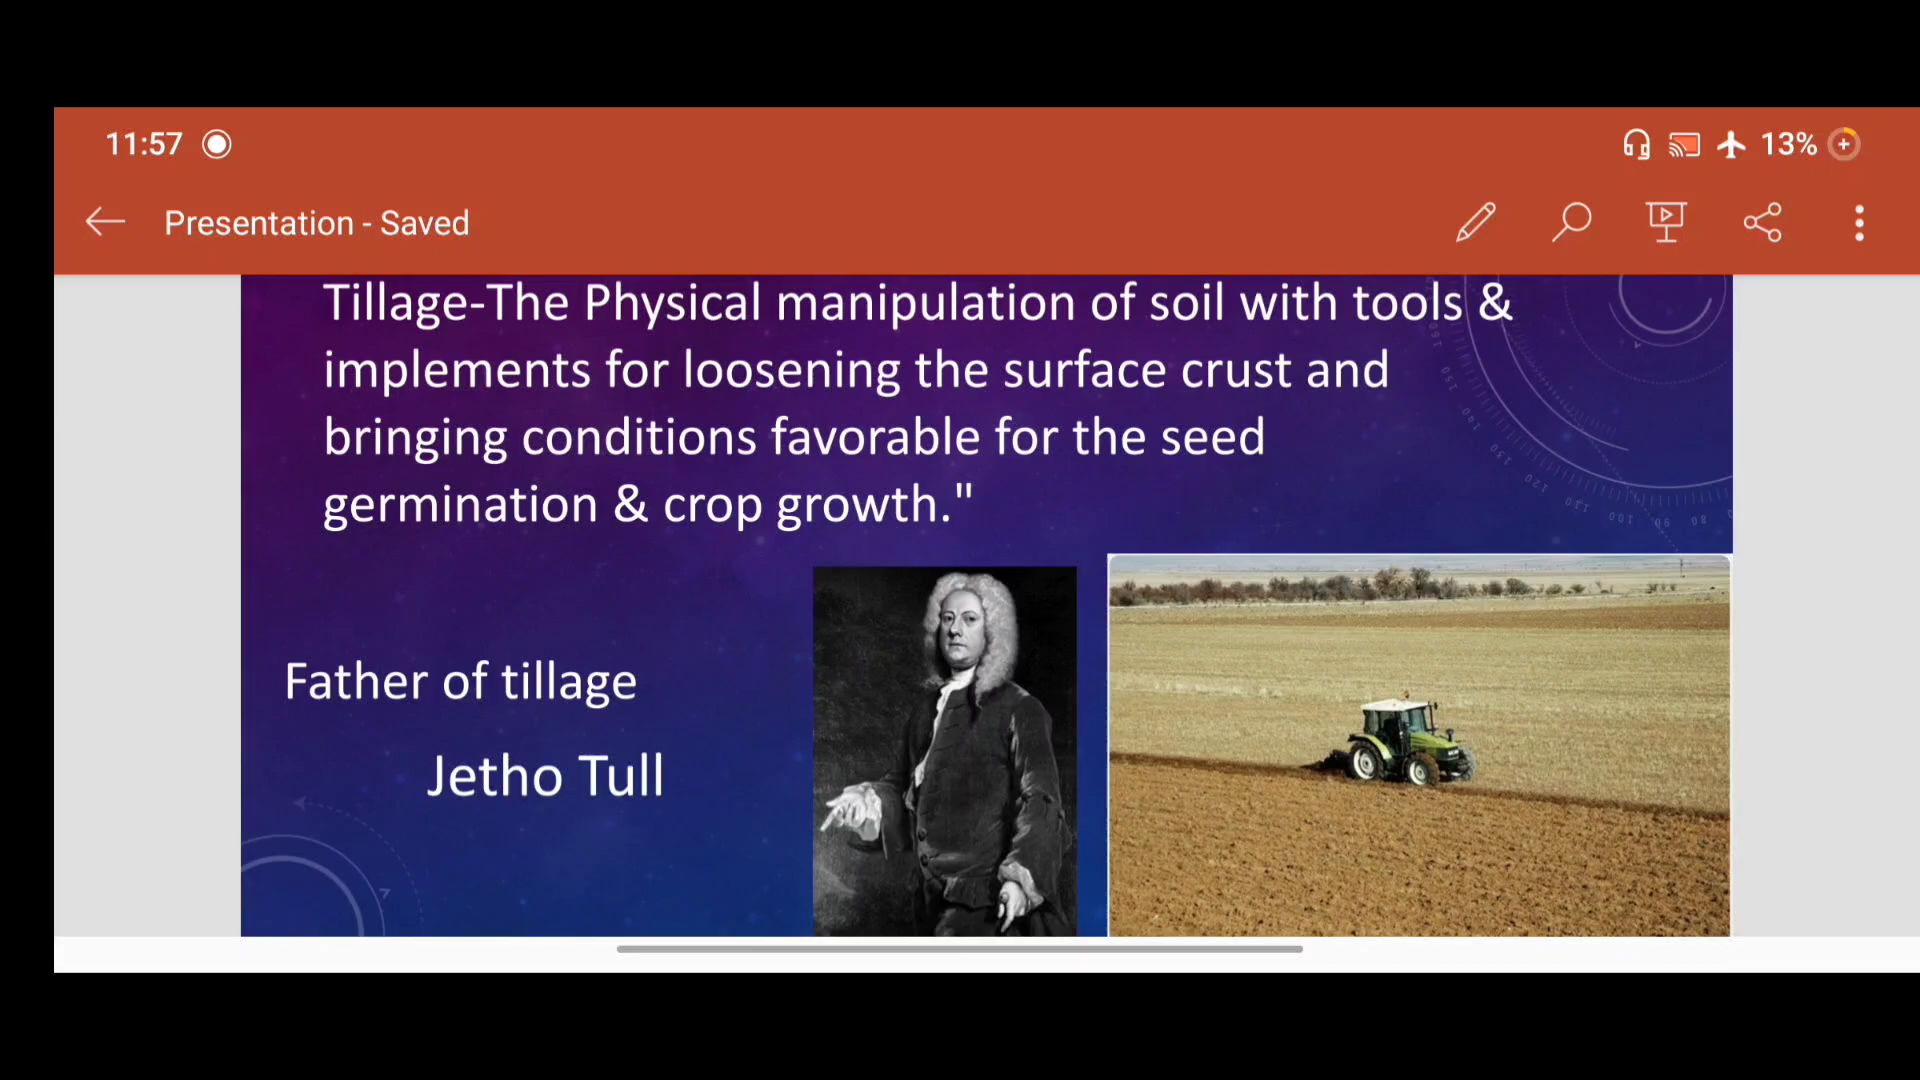 11:57
13%
Presentation - Saved
Tillage-The Physical manipulation of soil with tools &
implements for loosening the surface crust and
bringing conditions favorable for the seed
germination & crop growth."
Father of tillage
Jetho Tull